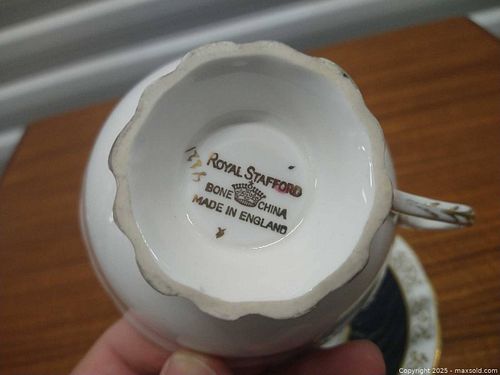 ROYAL STAFFORD
BONE CHINA
MADE IN ENGLAND
Copyright © 2025 - maxsold.com